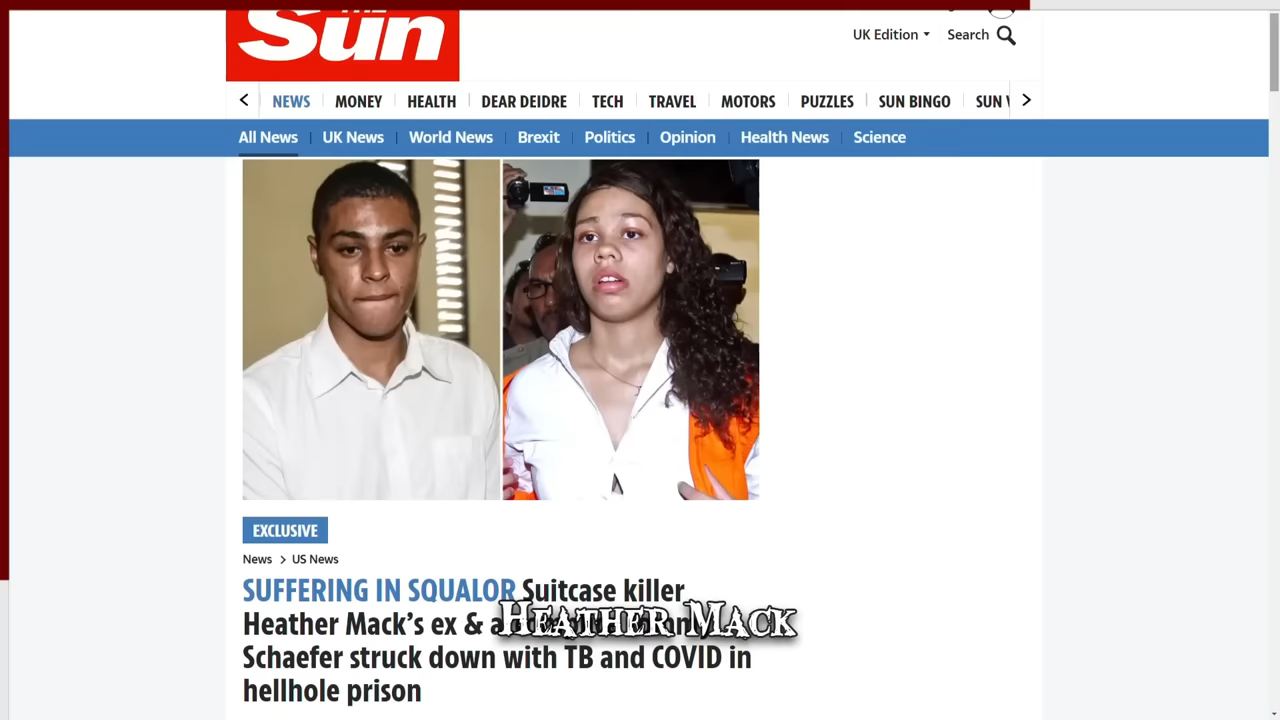 THE
Sun
UK Edition
Search
NEWS
MONEY
HEALTH
DEAR DEIDRE
TECH
TRAVEL
MOTORS
PUZZLES
SUN BINGO
SUN
All News
UK News
World News
Brexit
Politics
Opinion
Health News
Science
EXCLUSIVE
News > US News
SUFFERING IN SQUALOR Suitcase killer
Heather Mack's ex &
Heather Mack
Schaefer struck down with TB and COVID in
hellhole prison